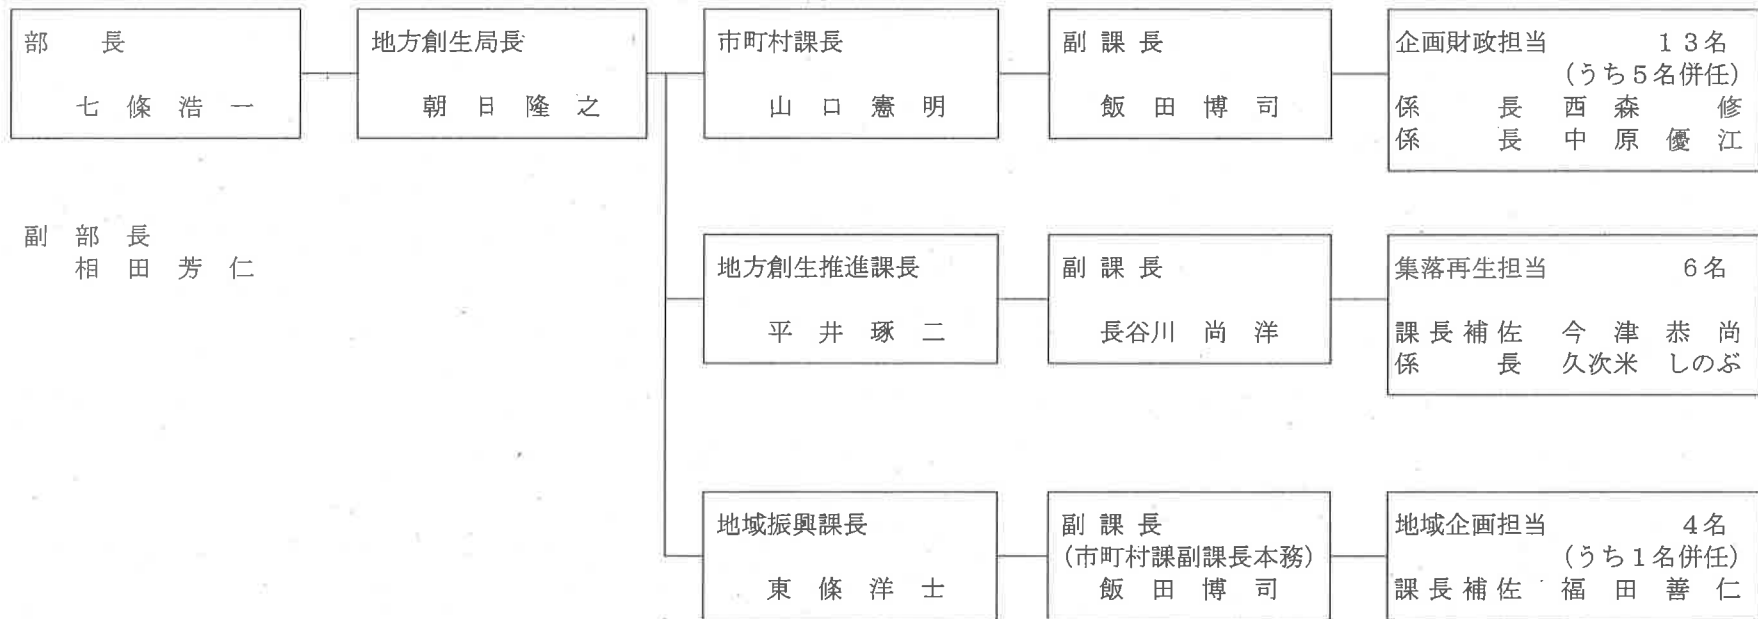 部　長
七條浩一
副部長
相田芳仁
地方創生局長
朝日隆之
市町村課長
山口憲明
副課長
飯田博司
企画財政担当　13名
(うち5名併任)
係長　西森　修
係長　中原優江
地方創生推進課長
平井琢二
副課長
長谷川尚洋
集落再生担当　6名
課長補佐　今津恭尚
係長　久次米しのぶ
地域振興課長
東條洋士
副課長
(市町村課副課長本務)
飯田博司
地域企画担当　4名
(うち1名併任)
課長補佐　福田善仁